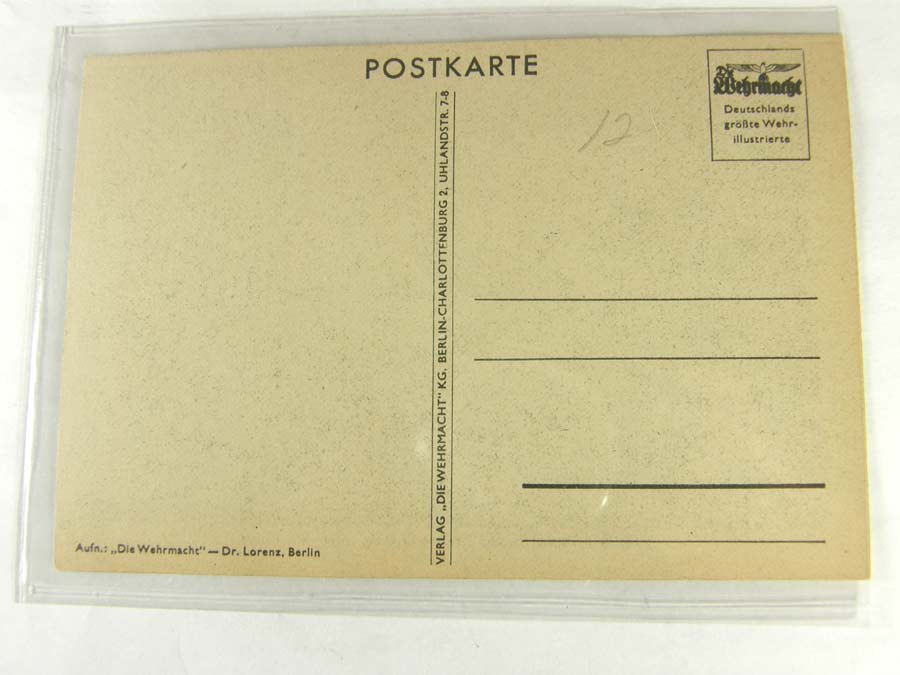 POSTKARTE
Die
Wehrmacht
Deutschlands
größte Wehr-
illustrierte
12
VERLAG „DIE WEHRMACHT" KG. BERLIN-CHARLOTTENBURG 2, UHLANDSTR. 7-8
Aufn.: „Die Wehrmacht" — Dr. Lorenz, Berlin